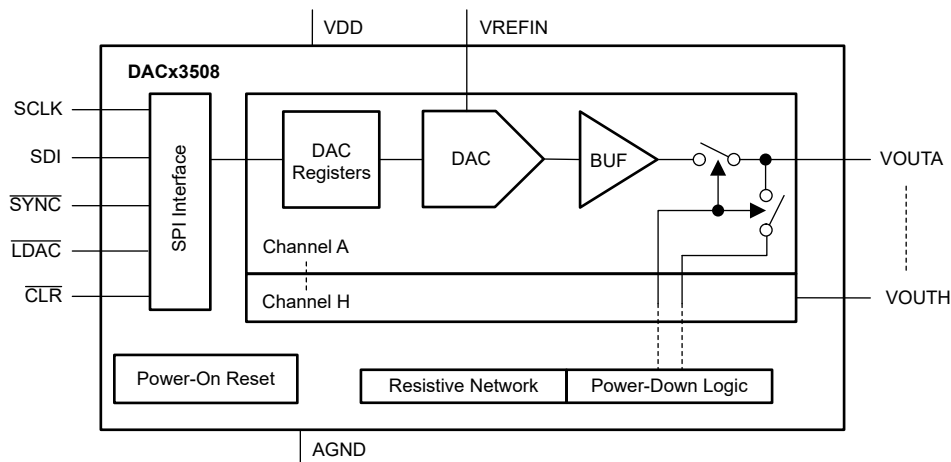 VDD
VREFIN
DACx3508
SCLK
SDI
SYNC
LDAC
CLR
SPI Interface
DAC
Registers
DAC
BUF
VOUTA
Channel A
Channel H
VOUTH
Power-On Reset
Resistive Network
Power-Down Logic
AGND